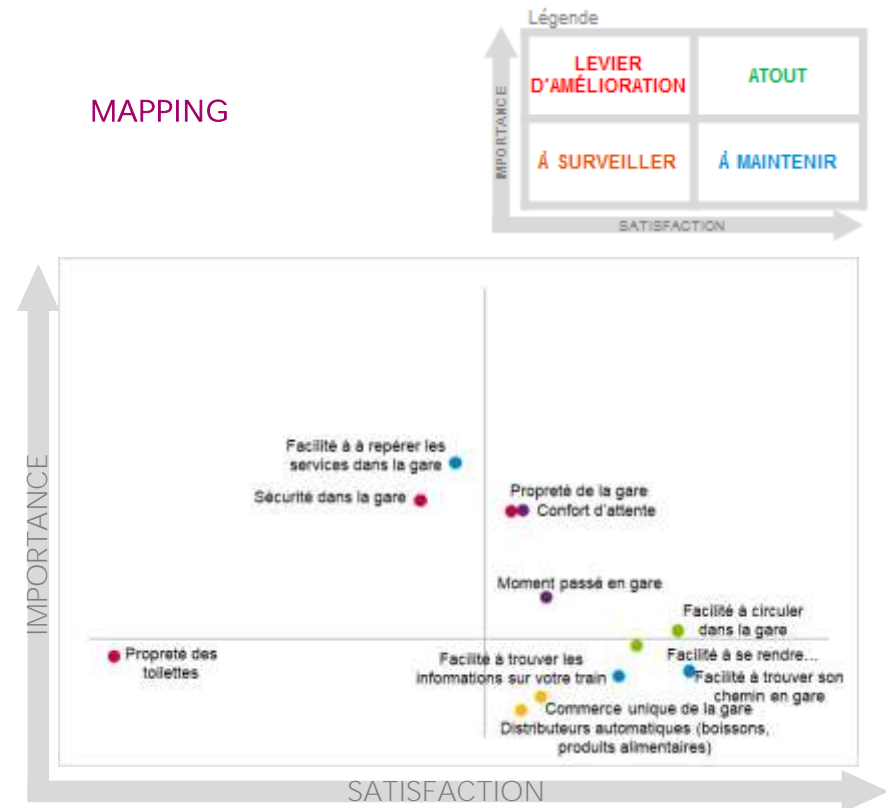 Légende
MAPPING
LEVIER
D'AMÉLIORATION
ATOUT
À SURVEILLER
À MAINTENIR
IMPORTANCE
SATISFACTION
Facilité à à repérer les
services dans la gare
Sécurité dans la gare
Propreté de la gare
Confort d'attente
Moment passé en gare
Facilité à circuler
dans la gare
Propreté des
toilettes
Facilité à trouver les
informations sur votre train
Facilité à se rendre...
Facilité à trouver son
chemin en gare
Commerce unique de la gare
Distributeurs automatiques (boissons,
produits alimentaires)
IMPORTANCE
SATISFACTION